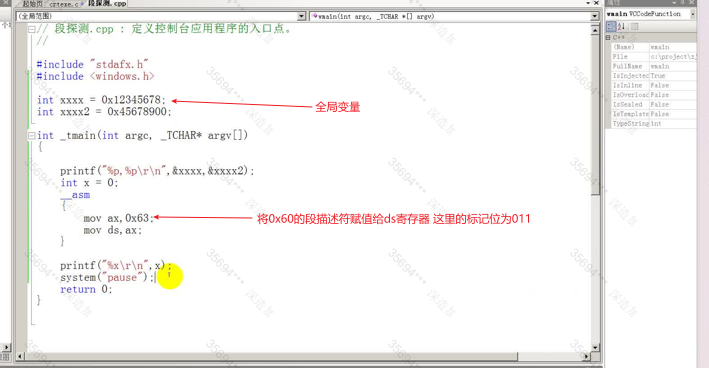 起始页
crtexe.c
段探测.cpp
(全局范围)
wmain(int argc, _TCHAR *[] argv)
// 段探测.cpp : 定义控制台应用程序的入口点。
//
#include "stdafx.h"
#include <windows.h>
int xxxx = 0x12345678;
全局变量
int xxxx2 = 0x45678900;
int _tmain(int argc, _TCHAR* argv[])
{
printf("%p,%p\r\n",&xxxx,&xxxx2);
int x = 0;
__asm
{
mov ax,0x63;
将0x60的段描述符赋值给ds寄存器 这里的标记位为011
mov ds,ax;
}
printf("%x\r\n",x);
system("pause");
return 0;
}
属性
wmain VCCodeFunction
C++
(Name) wmain
File c:\project\z
FullName wmain
IsInjected True
IsInline False
IsOverload False
IsSealed False
IsTemplate False
TypeString int